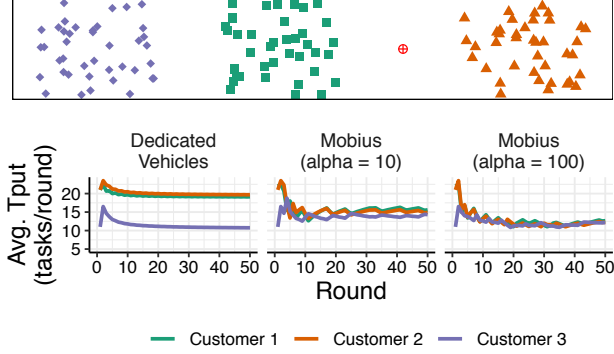 Dedicated Vehicles
Mobius (alpha = 10)
Mobius (alpha = 100)
Avg. Tput (tasks/round)
20
15
10
5
0 10 20 30 40 50
0 10 20 30 40 50
0 10 20 30 40 50
Round
Customer 1
Customer 2
Customer 3